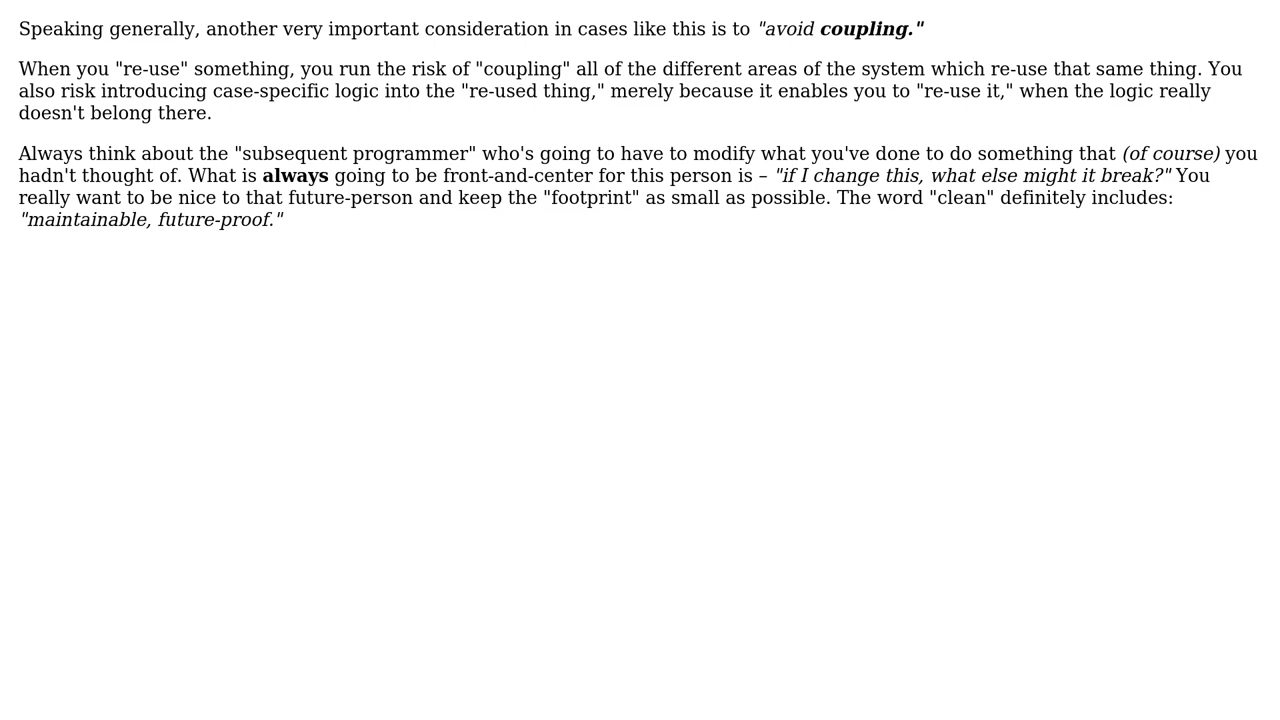 Speaking generally, another very important consideration in cases like this is to "avoid coupling."
When you "re-use" something, you run the risk of "coupling" all of the different areas of the system which re-use that same thing. You
also risk introducing case-specific logic into the "re-used thing," merely because it enables you to "re-use it," when the logic really
doesn't belong there.
Always think about the "subsequent programmer" who's going to have to modify what you've done to do something that (of course) you
hadn't thought of. What is always going to be front-and-center for this person is – "if I change this, what else might it break?" You
really want to be nice to that future-person and keep the "footprint" as small as possible. The word "clean" definitely includes:
"maintainable, future-proof."